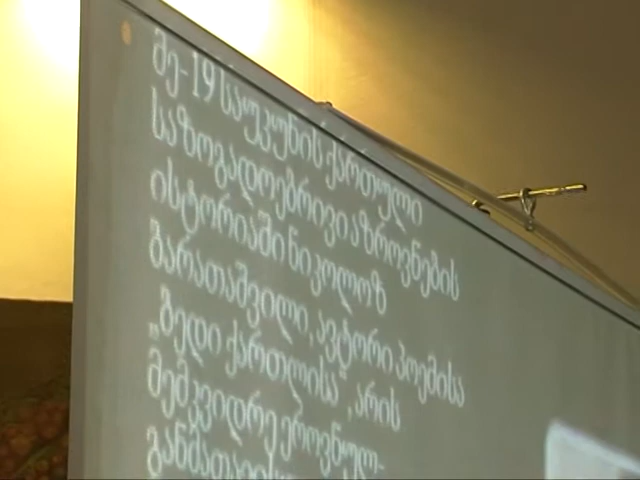 მე-19 საუკუნის ქართული
საზოგადოებრივი აზროვნების
ისტორიაში ნიკოლოზ
ბარათაშვილი, ავტორი პოემისა
„ბედი ქართლისა“, არის
მემკვიდრე ეროვნულ-